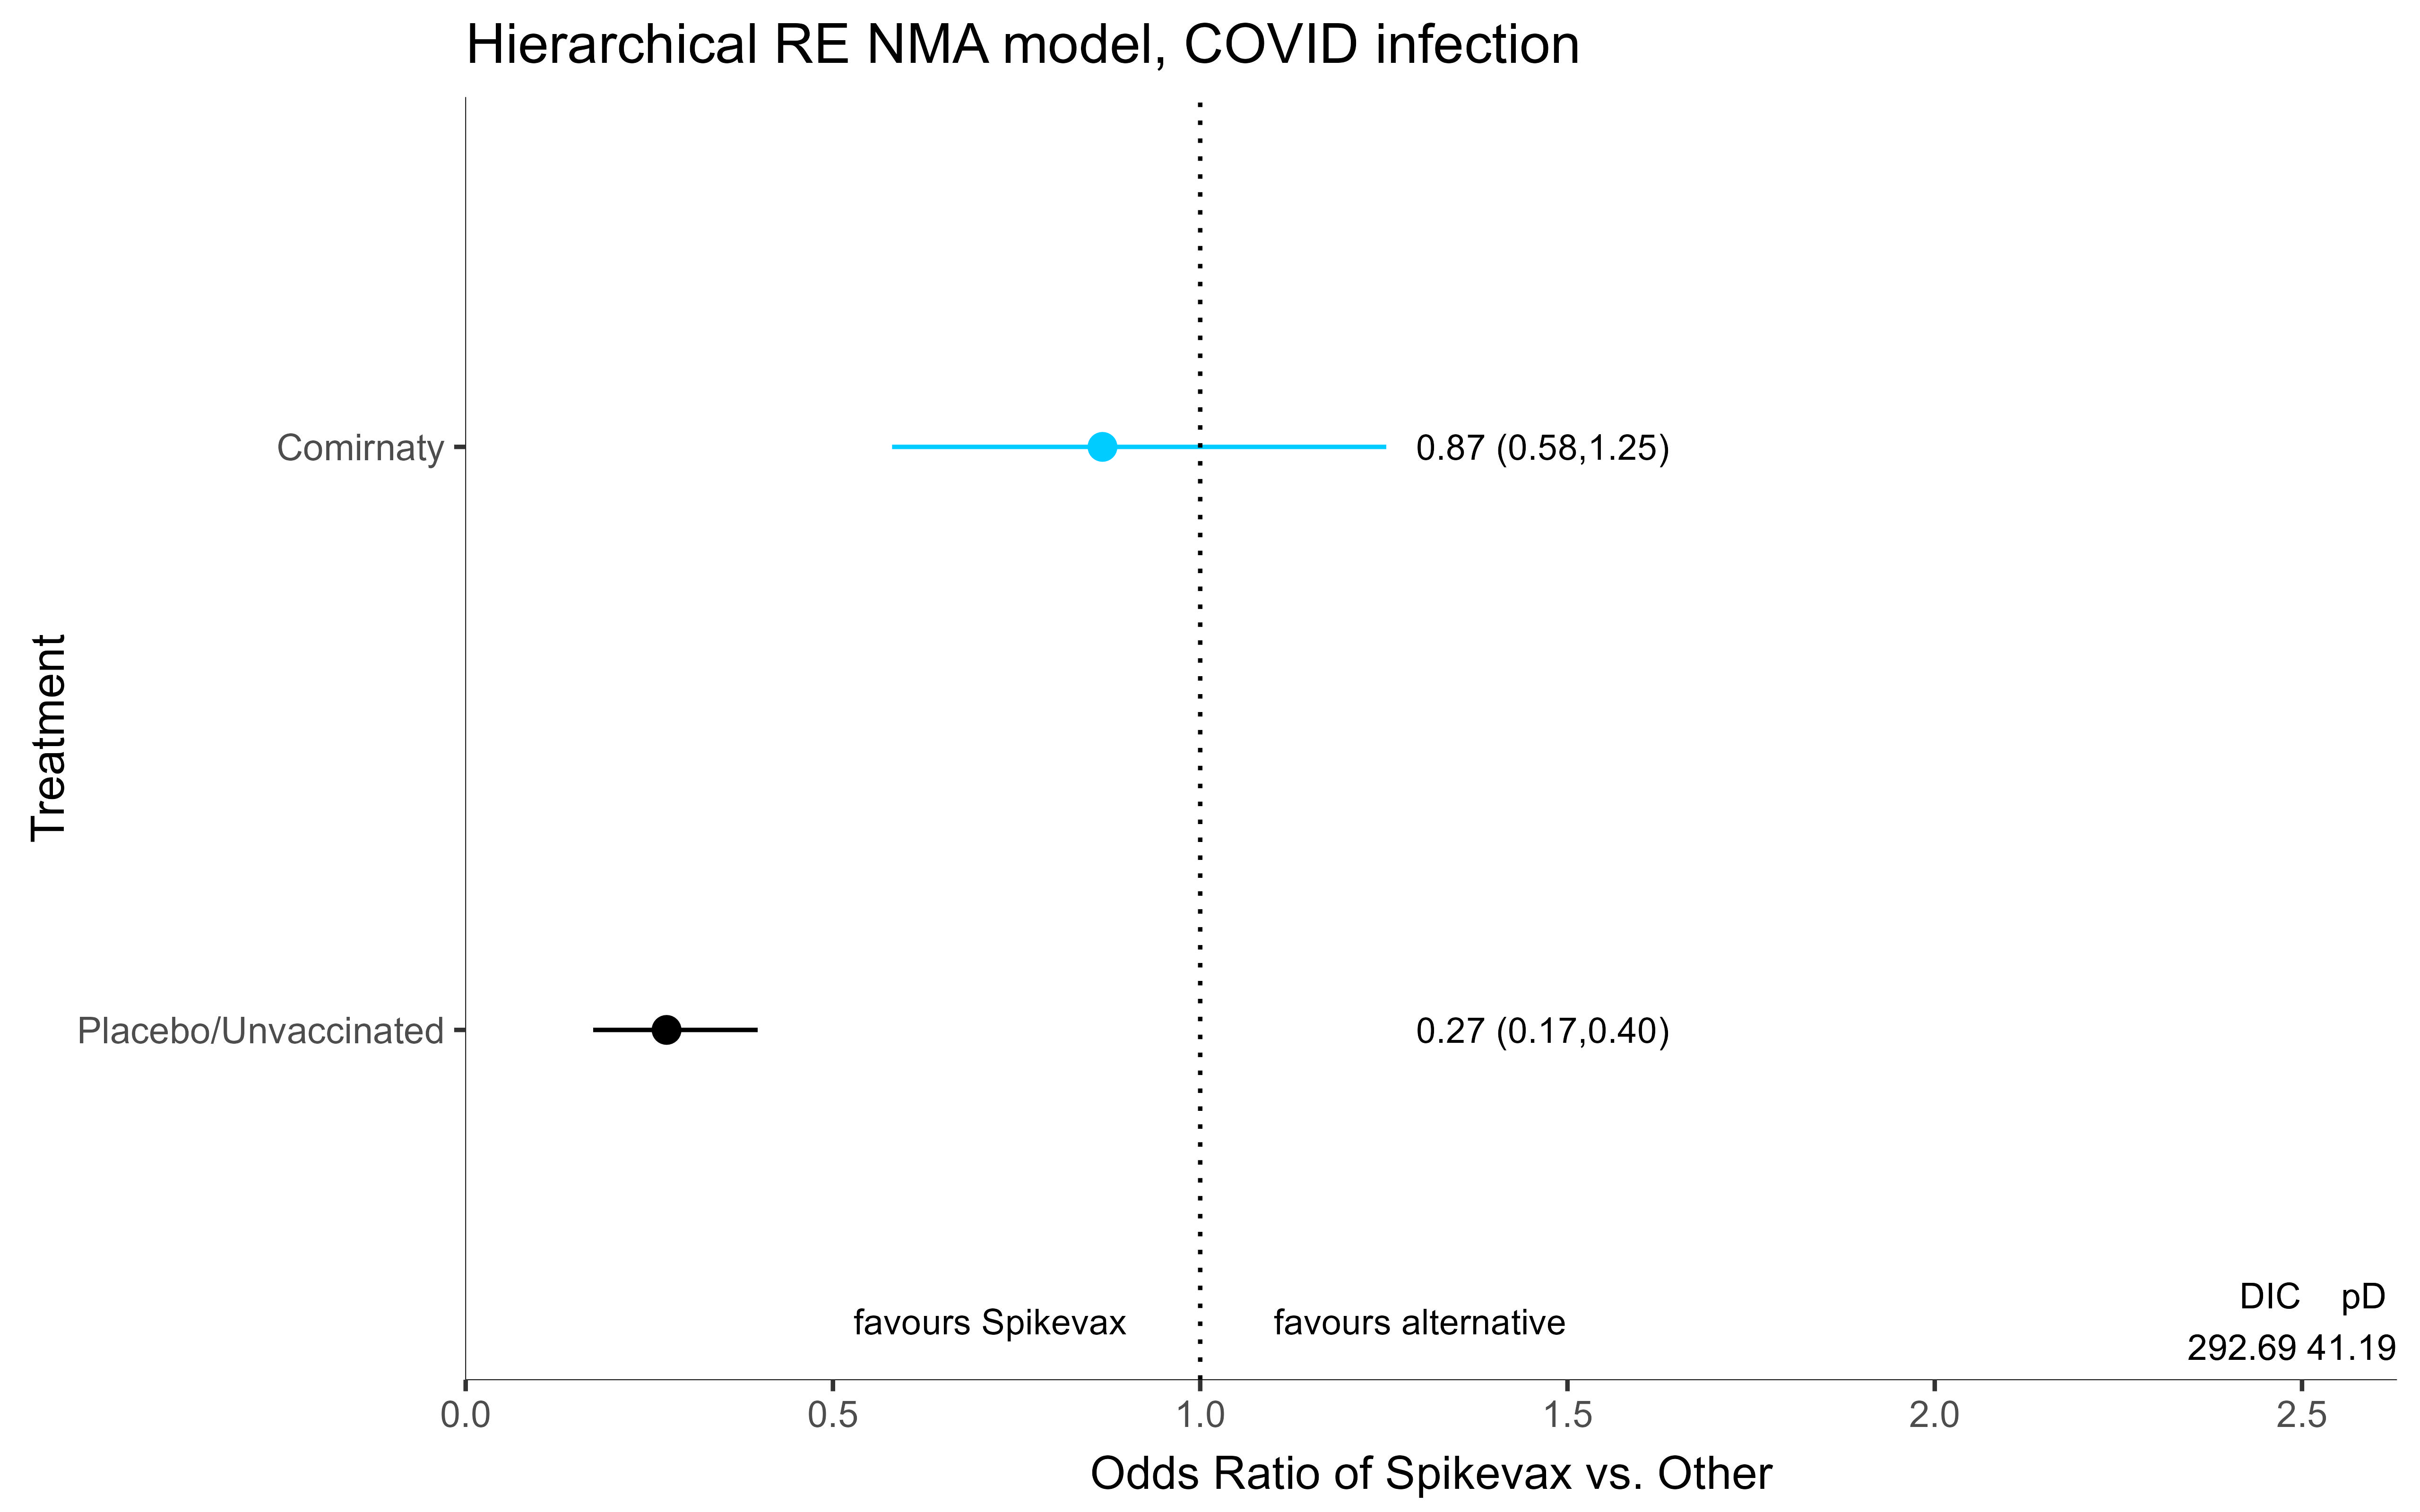 Hierarchical RE NMA model, COVID infection
Treatment
Comirnaty
0.87 (0.58,1.25)
Placebo/Unvaccinated
0.27 (0.17,0.40)
favours Spikevax
favours alternative
DIC pD
292.69 41.19
0.0 0.5 1.0 1.5 2.0 2.5
Odds Ratio of Spikevax vs. Other